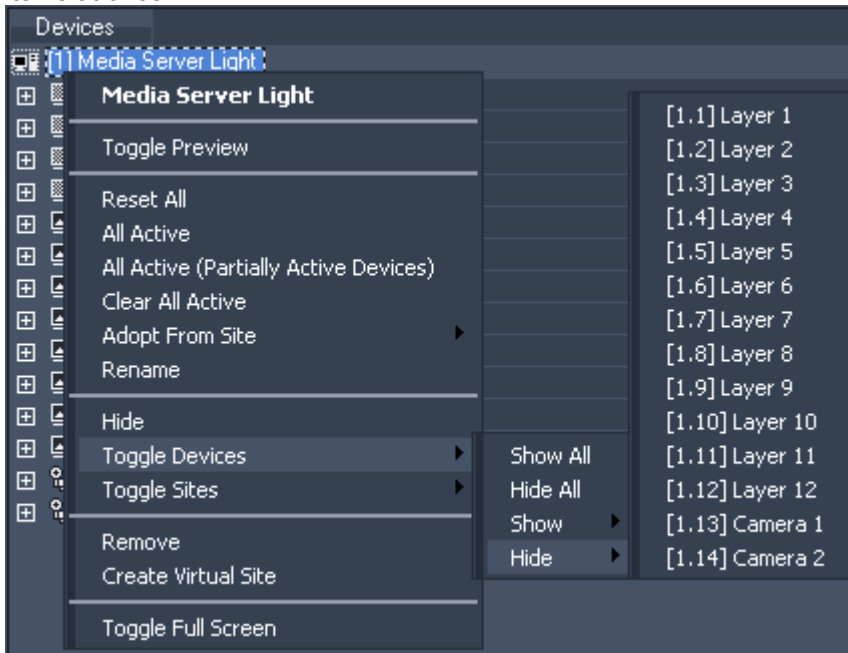 Devices
[1] Media Server Light
Media Server Light
Toggle Preview
Reset All
All Active
All Active (Partially Active Devices)
Clear All Active
Adopt From Site
Rename
Hide
Toggle Devices
Toggle Sites
Remove
Create Virtual Site
Toggle Full Screen
Show All
Hide All
Show
Hide
[1.1] Layer 1
[1.2] Layer 2
[1.3] Layer 3
[1.4] Layer 4
[1.5] Layer 5
[1.6] Layer 6
[1.7] Layer 7
[1.8] Layer 8
[1.9] Layer 9
[1.10] Layer 10
[1.11] Layer 11
[1.12] Layer 12
[1.13] Camera 1
[1.14] Camera 2